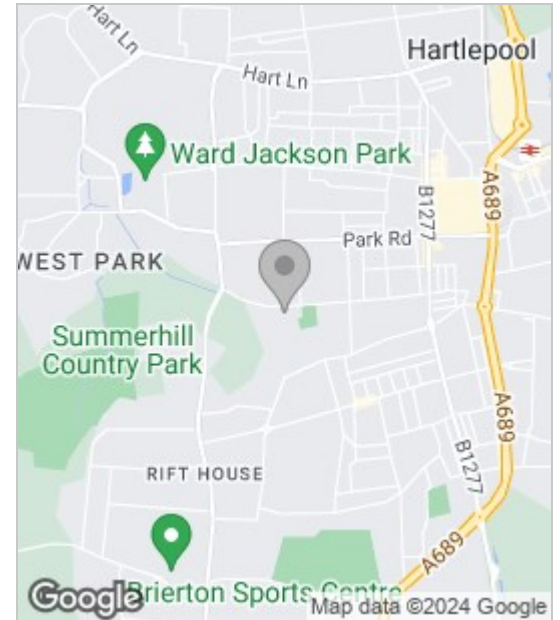 Hart Ln
Hart Ln
Hartlepool
Ward Jackson Park
A689
B1277
Park Rd
WEST PARK
Summerhill
Country Park
A689
B1277
RIFT HOUSE
A689
Brierton Sports Centre
Google
Map data ©2024 Google